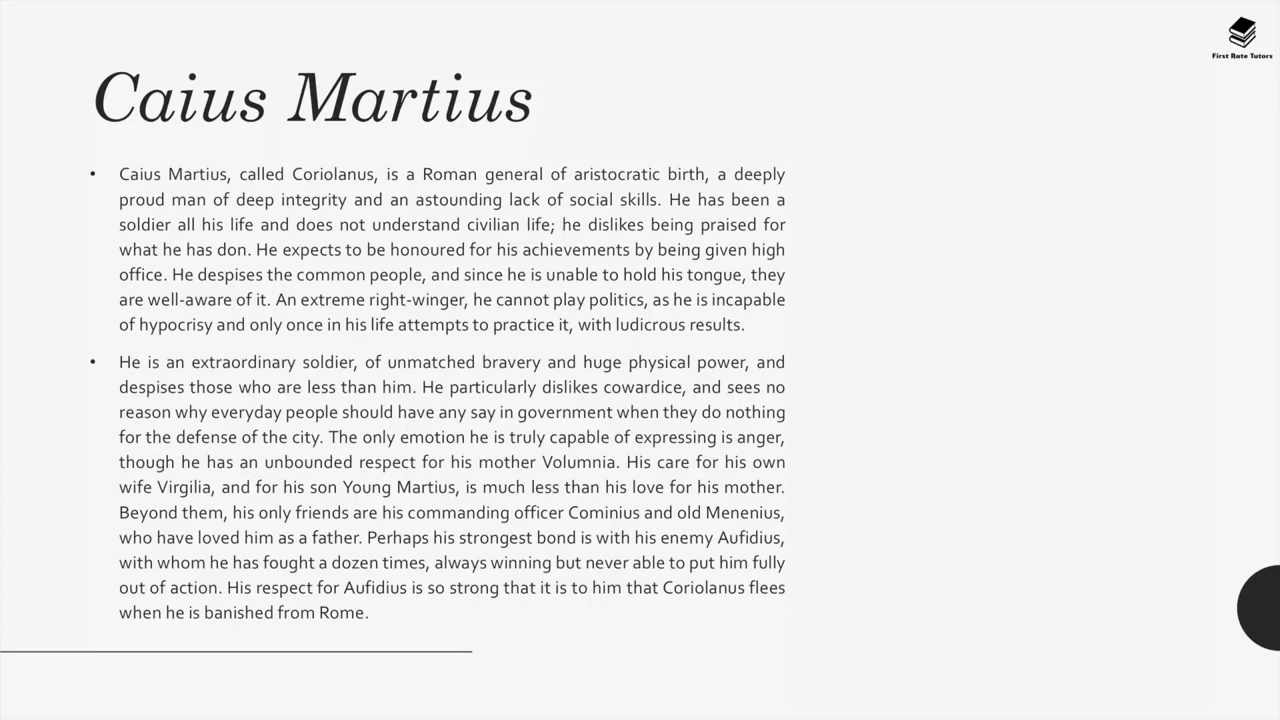 First Rate Tutors
Caius Martius
• Caius Martius, called Coriolanus, is a Roman general of aristocratic birth, a deeply
proud man of deep integrity and an astounding lack of social skills. He has been a
soldier all his life and does not understand civilian life; he dislikes being praised for
what he has don. He expects to be honoured for his achievements by being given high
office. He despises the common people, and since he is unable to hold his tongue, they
are well-aware of it. An extreme right-winger, he cannot play politics, as he is incapable
of hypocrisy and only once in his life attempts to practice it, with ludicrous results.
• He is an extraordinary soldier, of unmatched bravery and huge physical power, and
despises those who are less than him. He particularly dislikes cowardice, and sees no
reason why everyday people should have any say in government when they do nothing
for the defense of the city. The only emotion he is truly capable of expressing is anger,
though he has an unbounded respect for his mother Volumnia. His care for his own
wife Virgilia, and for his son Young Martius, is much less than his love for his mother.
Beyond them, his only friends are his commanding officer Cominius and old Menenius,
who have loved him as a father. Perhaps his strongest bond is with his enemy Aufidius,
with whom he has fought a dozen times, always winning but never able to put him fully
out of action. His respect for Aufidius is so strong that it is to him that Coriolanus flees
when he is banished from Rome.